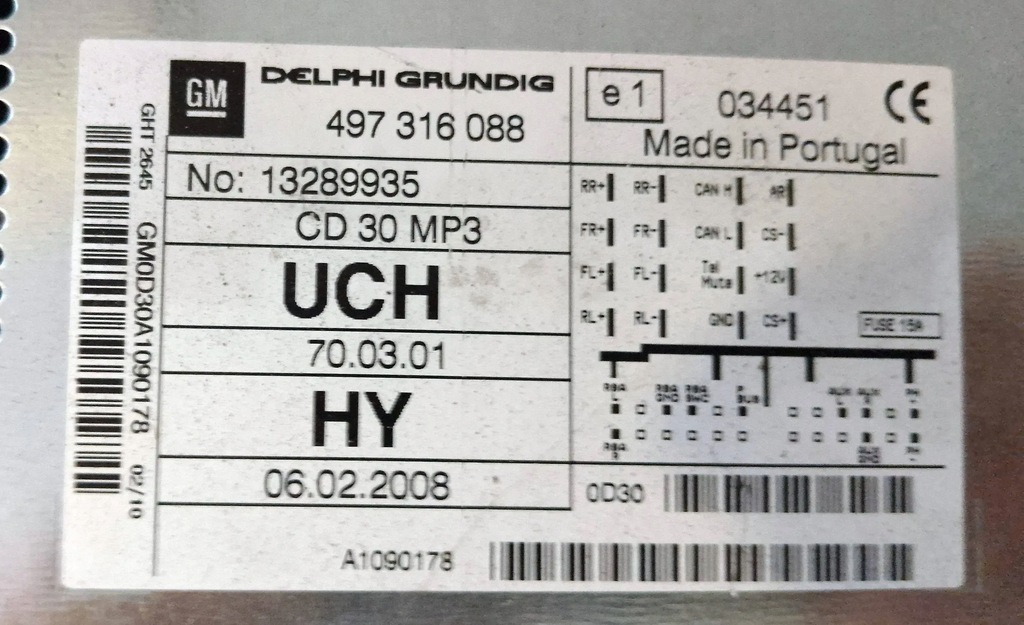 GM DELPHI GRUNDIG
497 316 088
No: 13289935
CD 30 MP3
UCH
70.03.01
HY
06.02.2008
A1090178
GHT 2645 GM0D30A1090178 02/10
e1 034451 CE
Made in Portugal
RR+ RR- CAN H AR
FR+ FR- CAN L CS-
FL+ FL- Tel Mute +12V
RL+ RL- GND CS+
FUSE 15A
0D30